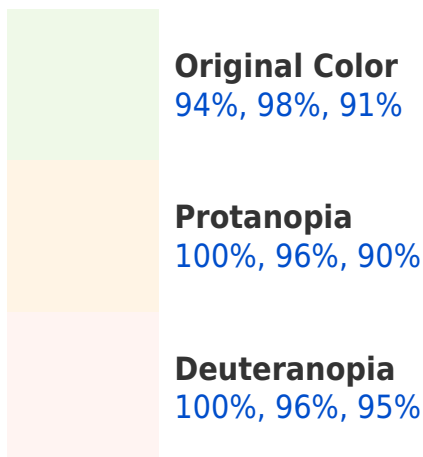 Original Color
94%, 98%, 91%
Protanopia
100%, 96%, 90%
Deuteranopia
100%, 96%, 95%